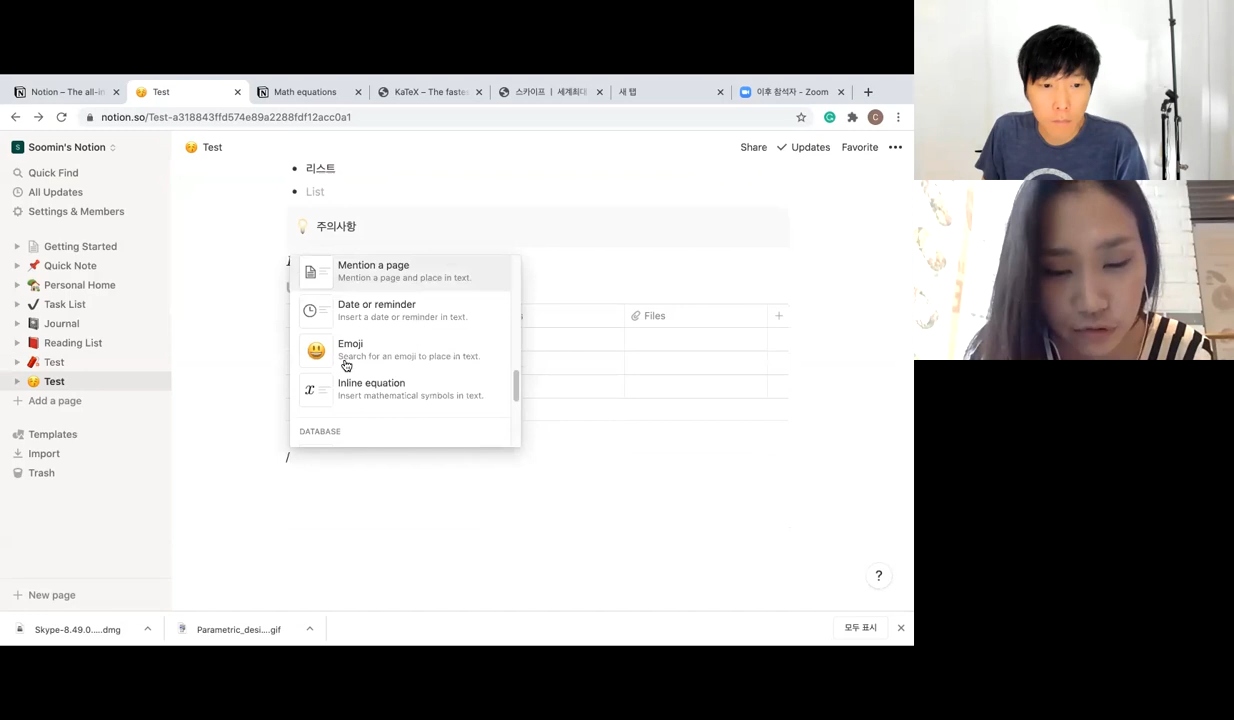 Notion – The all-in
Test
Math equations
KaTeX – The fastes
스카이프 | 세계최대
새 탭
이후 참석자 - Zoom
notion.so/Test-a318843ffd574e89a2288fdf12acc0a1
S
Soomin's Notion
Test
Share
Updates
Favorite
C
Quick Find
All Updates
Settings & Members
Getting Started
Quick Note
Personal Home
Task List
Journal
Reading List
Test
Test
Add a page
Templates
Import
Trash
New page
리스트
List
주의사항
Mention a page
Mention a page and place in text.
Date or reminder
Insert a date or reminder in text.
Emoji
Search for an emoji to place in text.
Inline equation
Insert mathematical symbols in text.
DATABASE
Files
/
?
Skype-8.49.0.....dmg
Parametric_desi....gif
모두 표시